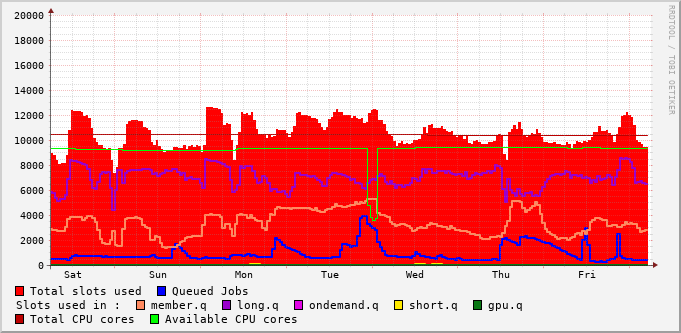 20000
18000
16000
14000
12000
10000
8000
6000
4000
2000
0
Sat Sun Mon Tue Wed Thu Fri
Total slots used Queued Jobs
Slots used in : member.q long.q ondemand.q short.q gpu.q
Total CPU cores Available CPU cores
RRDTOOL / TOBI OETIKER